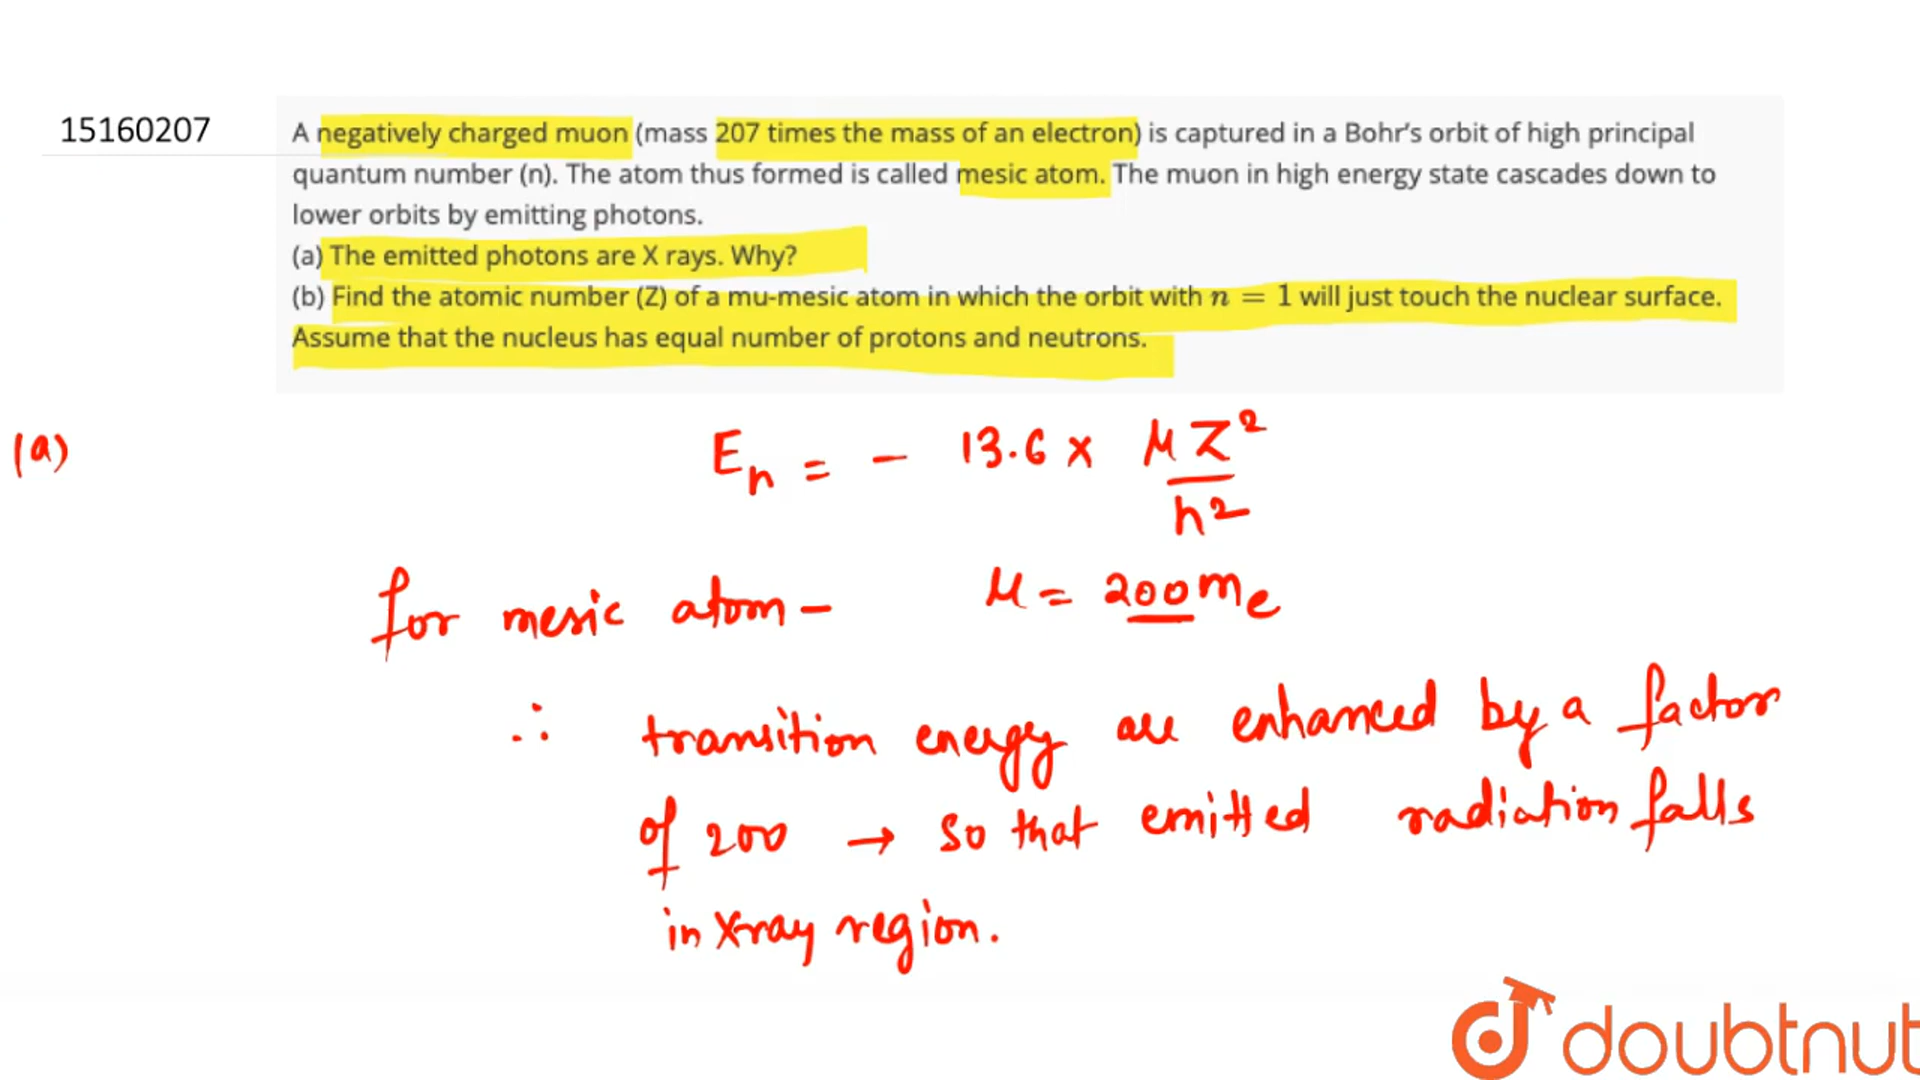 15160207
A negatively charged muon (mass 207 times the mass of an electron) is captured in a Bohr’s orbit of high principal
quantum number (n). The atom thus formed is called mesic atom. The muon in high energy state cascades down to
lower orbits by emitting photons.
(a) The emitted photons are X rays. Why?
(b) Find the atomic number (Z) of a mu-mesic atom in which the orbit with n = 1 will just touch the nuclear surface.
Assume that the nucleus has equal number of protons and neutrons.
(a) Eₙ = - 13.6 × μZ²/n²
for mesic atom - μ = 200mₑ
∴ transition energy are enhanced by a factor
of 200 → so that emitted radiation falls
in X-ray region.
doubtnut